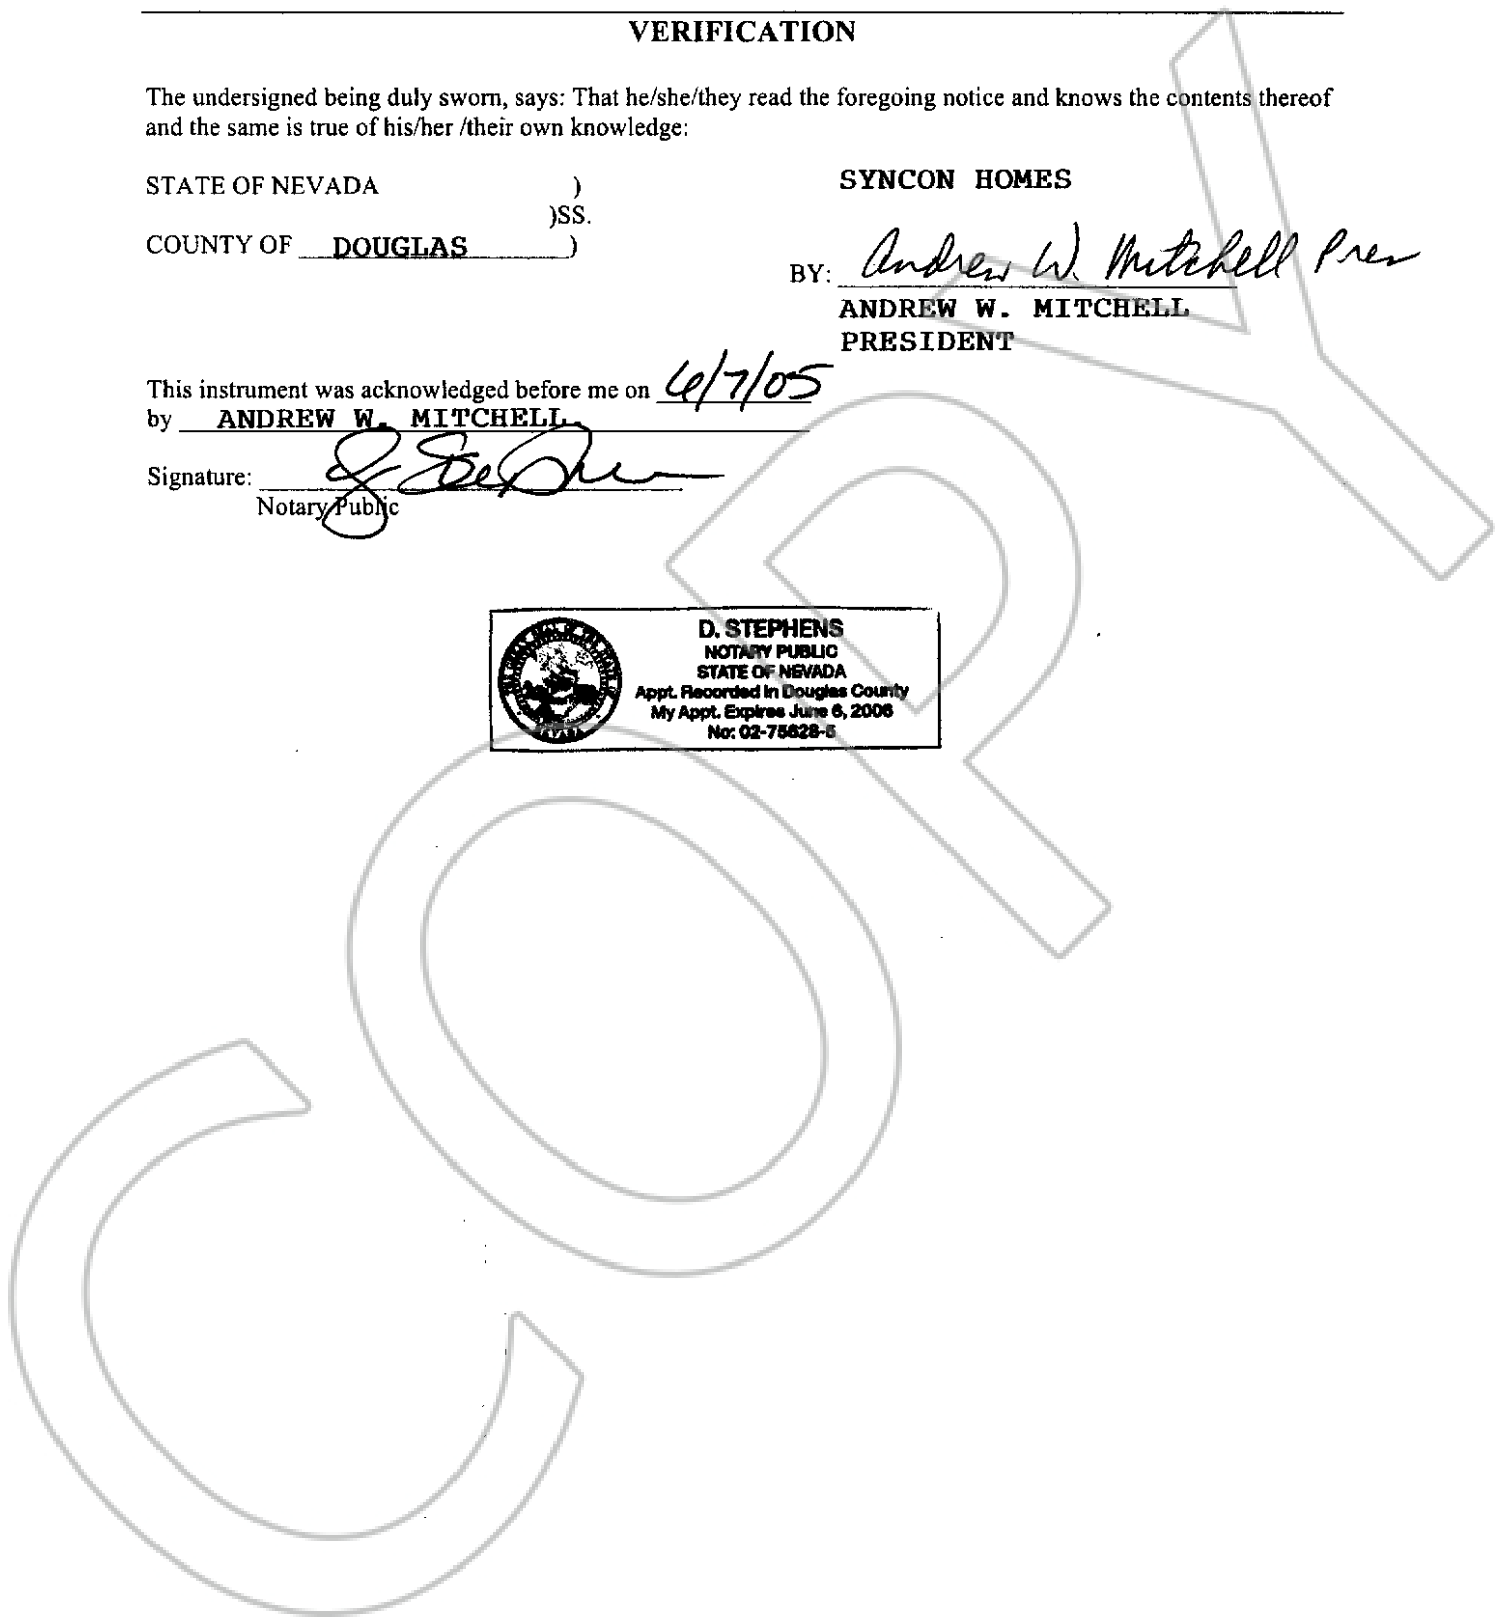 VERIFICATION
The undersigned being duly sworn, says: That he/she/they read the foregoing notice and knows the contents thereof
and the same is true of his/her /their own knowledge:
STATE OF NEVADA )
)SS.
COUNTY OF DOUGLAS )
SYNCON HOMES
BY: Andrew W. Mitchell Pres
ANDREW W. MITCHELL
PRESIDENT
This instrument was acknowledged before me on 6/7/05
by ANDREW W. MITCHELL
Signature:
Notary Public
D. STEPHENS
NOTARY PUBLIC
STATE OF NEVADA
Appt. Recorded in Douglas County
My Appt. Expires June 6, 2006
No: 02-75628-5
NEVADA
COPY